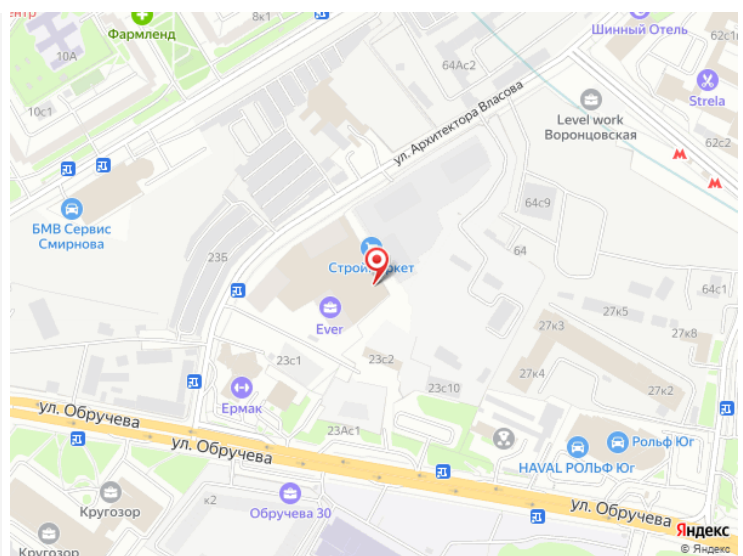 нтр
8к1
Фармленд
10А
10с1
64Ас2
Шинный Отель
62с1
Strela
62с2
Level work
Воронцовская
ул. Архитектора Власова
БМВ Сервис
Смирнова
23Б
64с9
64
64с1
Ever
27к3
27к5
27к8
27к4
27к2
23с1
23с2
23с10
Ермак
23Ас1
ул. Обручева
ул. Обручева
HAVAL РОЛЬФ Юг
Рольф Юг
ул. Обручева
к2
Обручева 30
Кругозор
Кругозор
Яндекс
© Яндекс